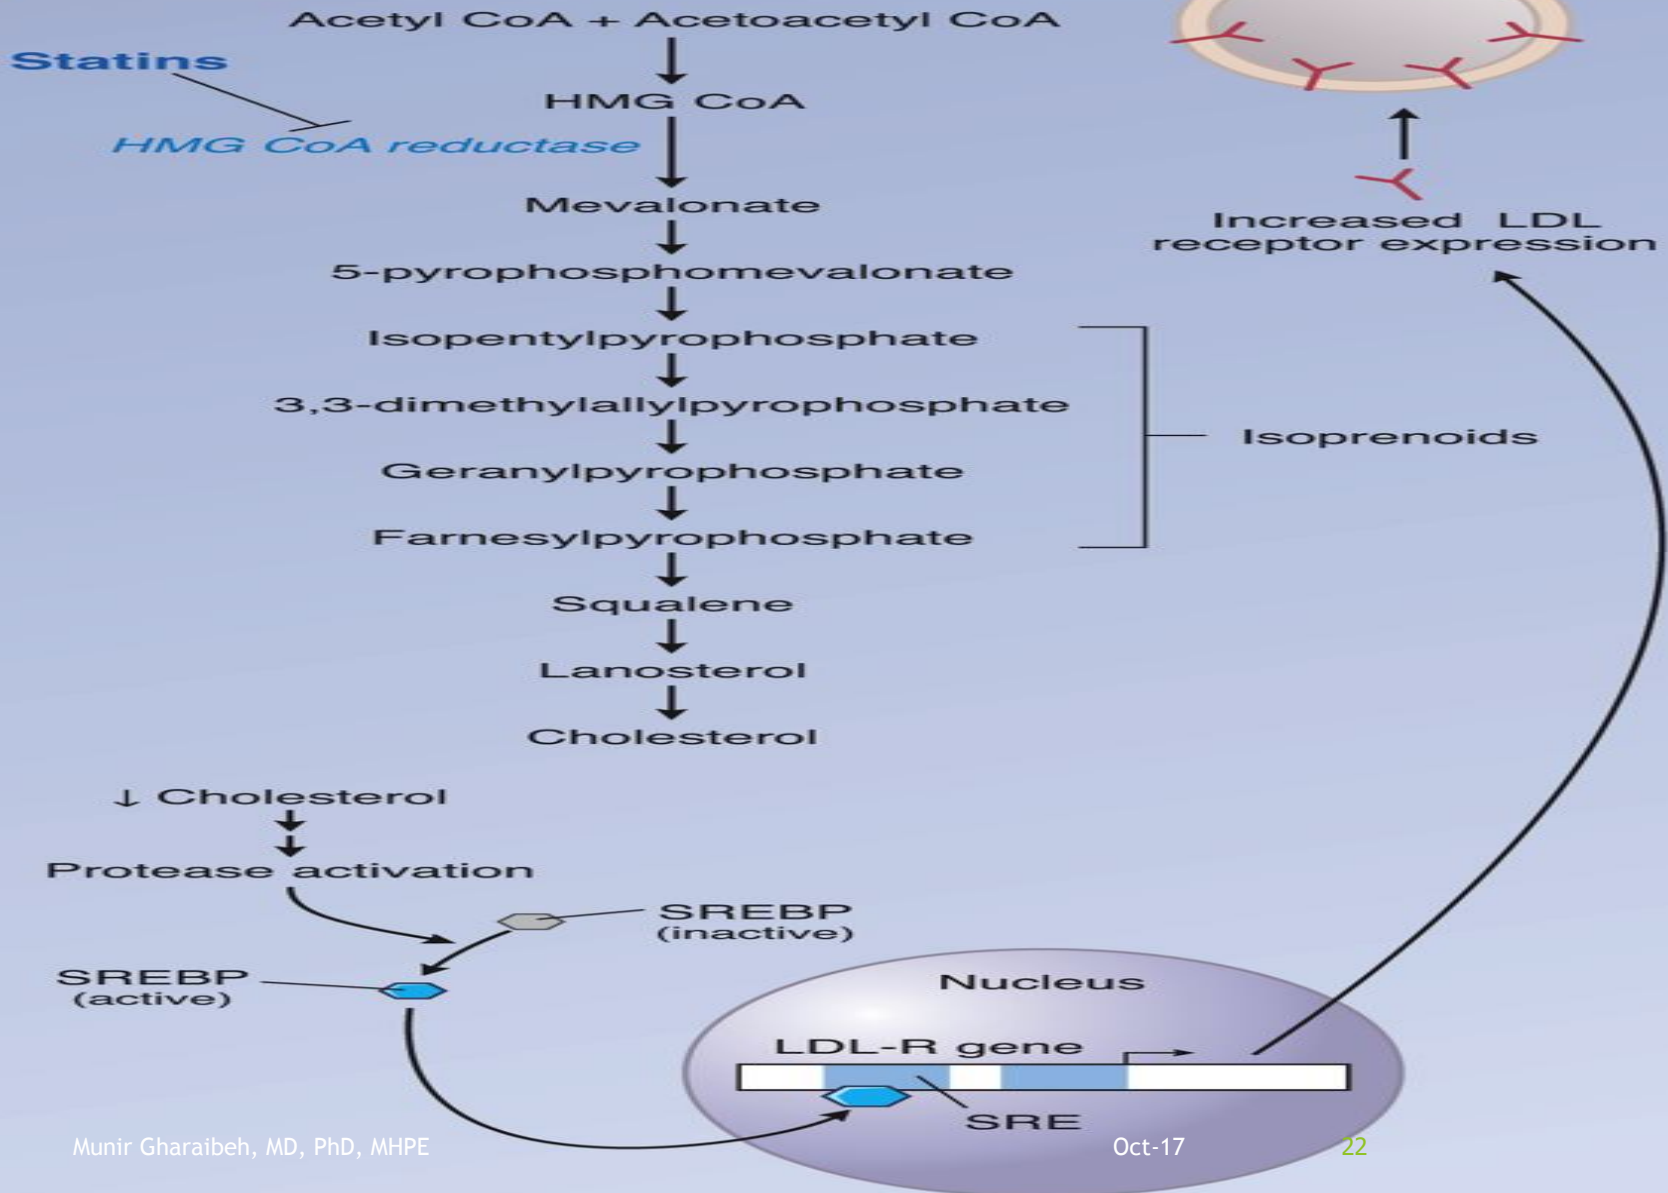 Acetyl CoA + Acetoacetyl CoA
Statins
HMG CoA
HMG CoA reductase
Mevalonate
Increased LDL
receptor expression
5-pyrophosphomevalonate
Isopentylpyrophosphate
3,3-dimethylallylpyrophosphate
Isoprenoids
Geranylpyrophosphate
Farnesylpyrophosphate
Squalene
Lanosterol
Cholesterol
↓ Cholesterol
Protease activation
SREBP
(inactive)
SREBP
(active)
Nucleus
LDL-R gene
SRE
Munir Gharaibeh, MD, PhD, MHPE
Oct-17
22